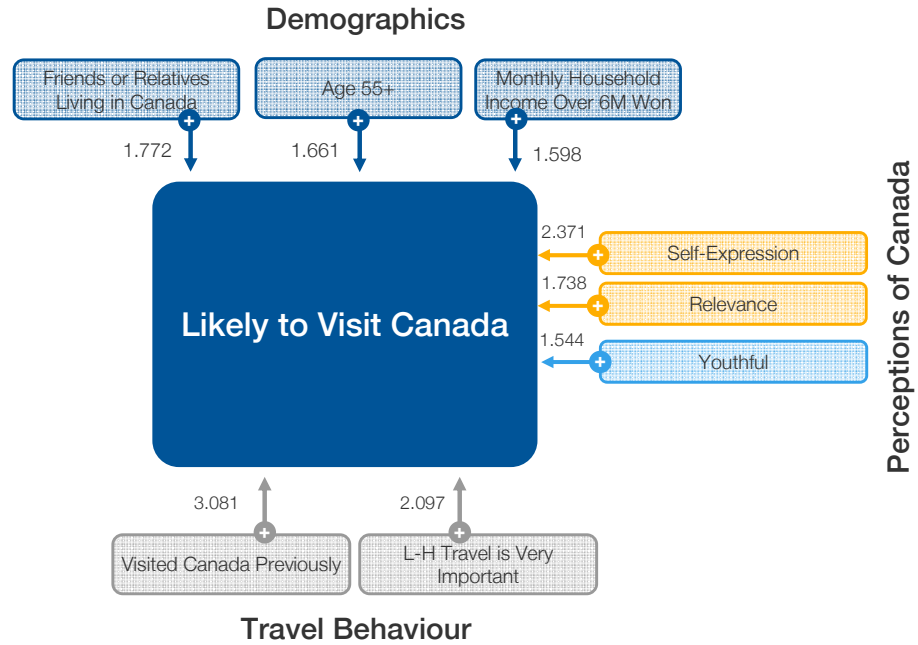 Demographics
Friends or Relatives
Living in Canada
Age 55+
Monthly Household
Income Over 6M Won
1.772
1.661
1.598
Likely to Visit Canada
2.371
Self-Expression
1.738
Relevance
1.544
Youthful
Perceptions of Canada
3.081
2.097
Visited Canada Previously
L-H Travel is Very
Important
Travel Behaviour